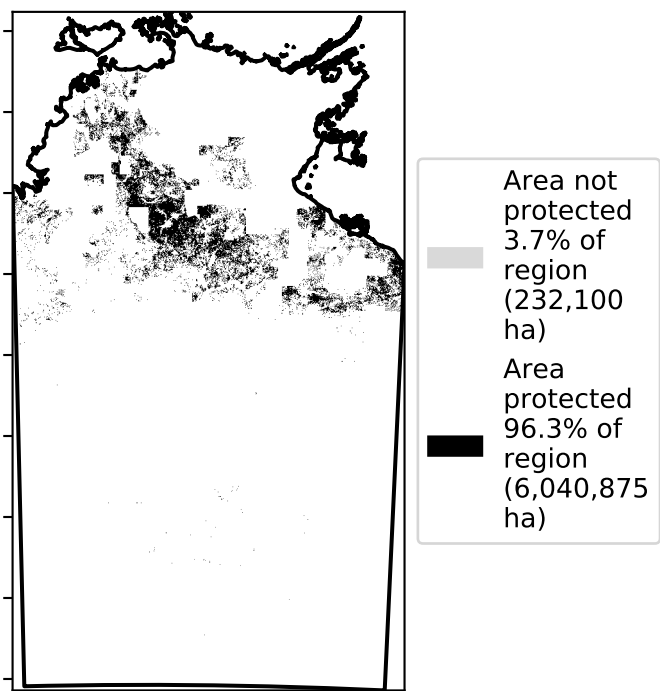 Area not
protected
3.7% of
region
(232,100
ha)
Area
protected
96.3% of
region
(6,040,875
ha)